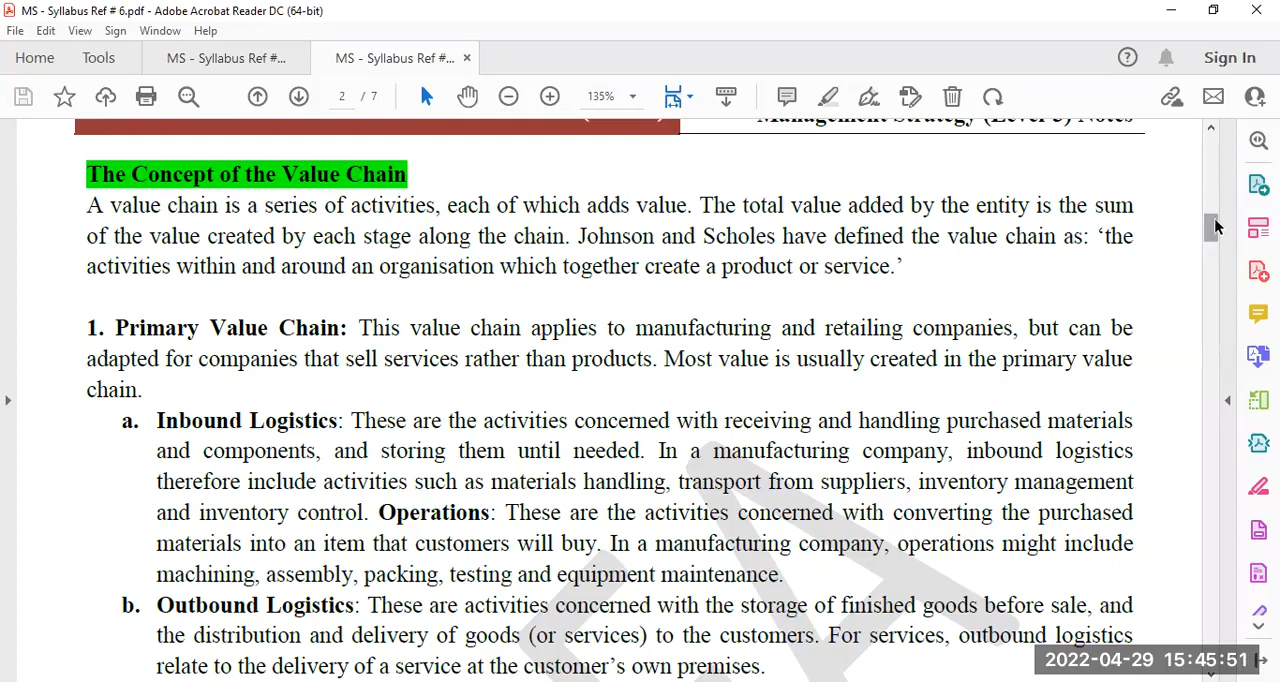 MS - Syllabus Ref # 6.pdf - Adobe Acrobat Reader DC (64-bit)
File Edit View Sign Window Help
Home Tools MS - Syllabus Ref #... MS - Syllabus Ref #... × Sign In
2 / 7 135%
Management Strategy (Level 3) Notes
The Concept of the Value Chain
A value chain is a series of activities, each of which adds value. The total value added by the entity is the sum
of the value created by each stage along the chain. Johnson and Scholes have defined the value chain as: ‘the
activities within and around an organisation which together create a product or service.’
1. Primary Value Chain: This value chain applies to manufacturing and retailing companies, but can be
adapted for companies that sell services rather than products. Most value is usually created in the primary value
chain.
a. Inbound Logistics: These are the activities concerned with receiving and handling purchased materials
and components, and storing them until needed. In a manufacturing company, inbound logistics
therefore include activities such as materials handling, transport from suppliers, inventory management
and inventory control. Operations: These are the activities concerned with converting the purchased
materials into an item that customers will buy. In a manufacturing company, operations might include
machining, assembly, packing, testing and equipment maintenance.
b. Outbound Logistics: These are activities concerned with the storage of finished goods before sale, and
the distribution and delivery of goods (or services) to the customers. For services, outbound logistics
relate to the delivery of a service at the customer’s own premises.
2022-04-29 15:45:51